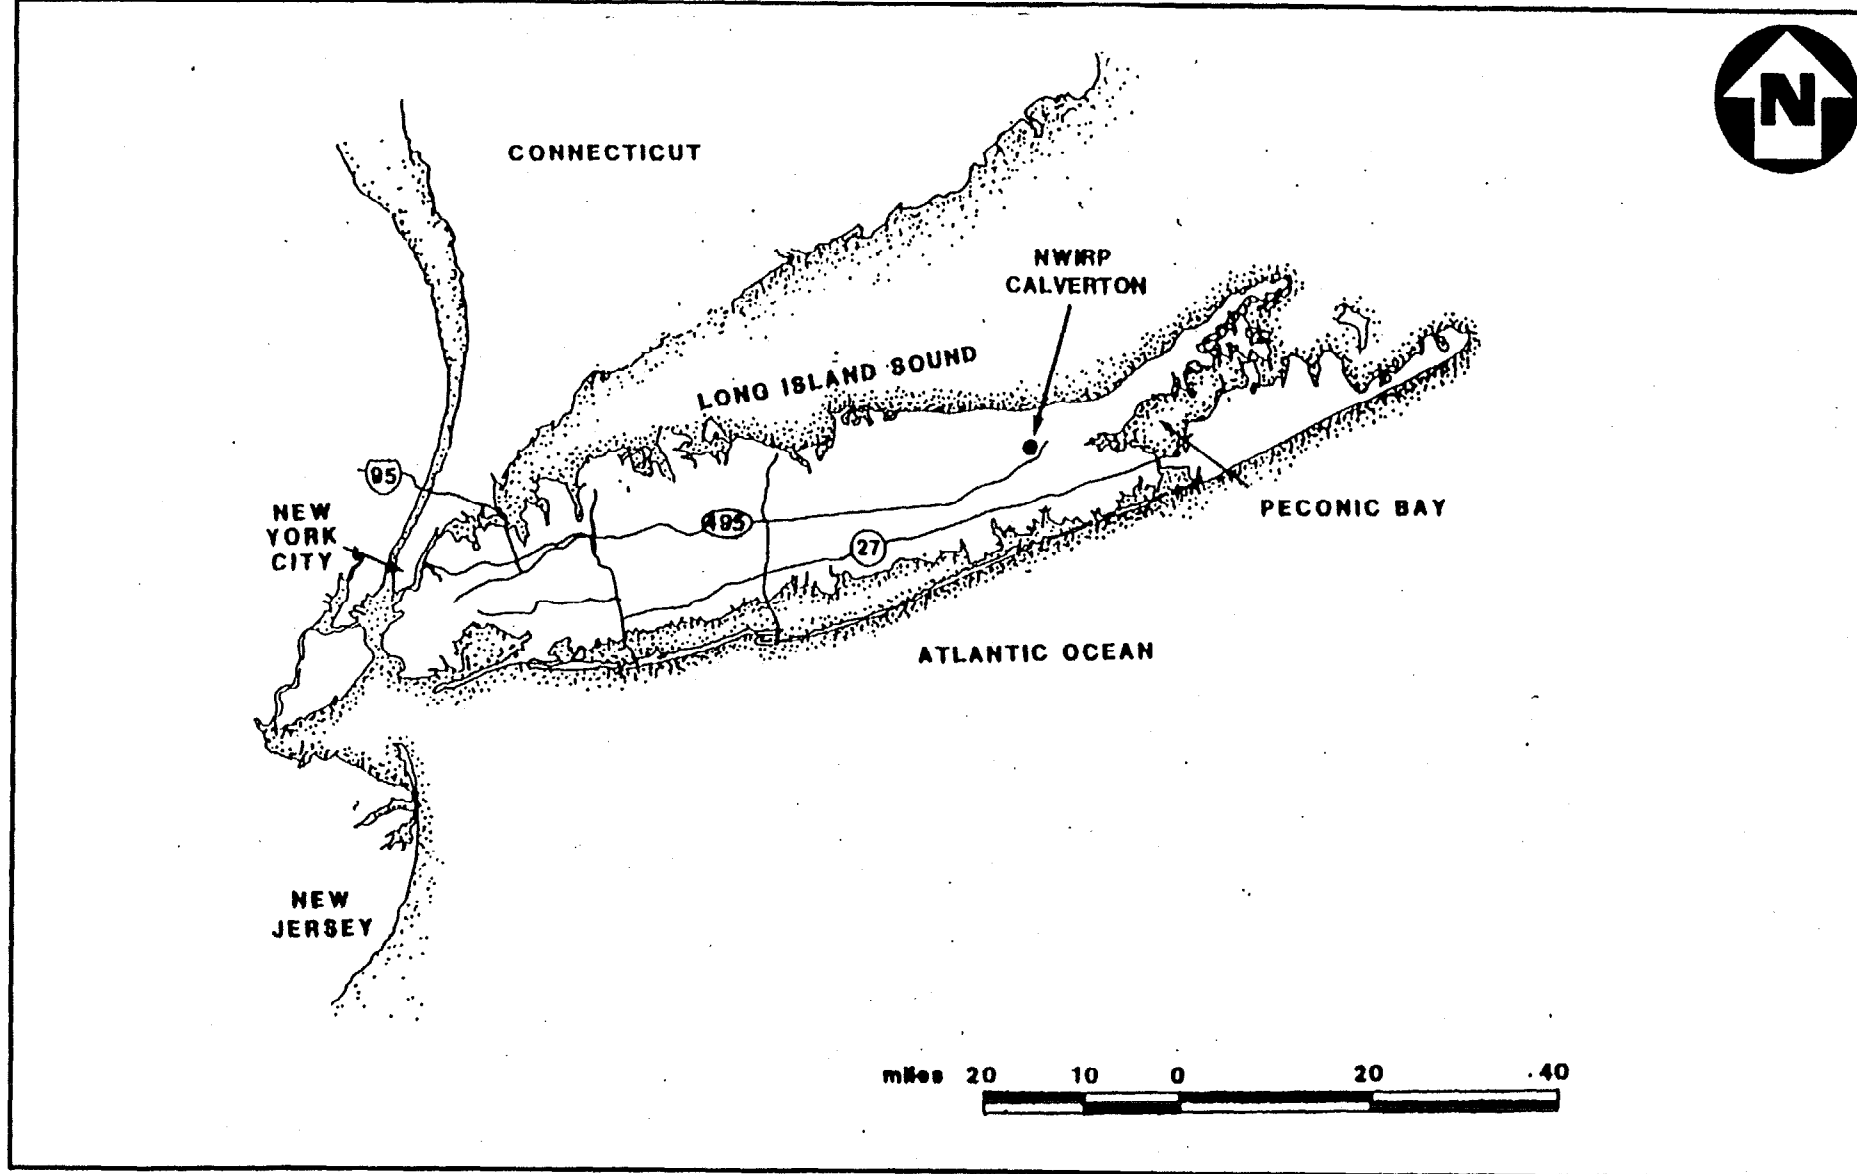 N
CONNECTICUT
NWIRP
CALVERTON
LONG ISLAND SOUND
95
NEW
YORK
CITY
495
27
PECONIC BAY
ATLANTIC OCEAN
NEW
JERSEY
miles 20 10 0 20 40